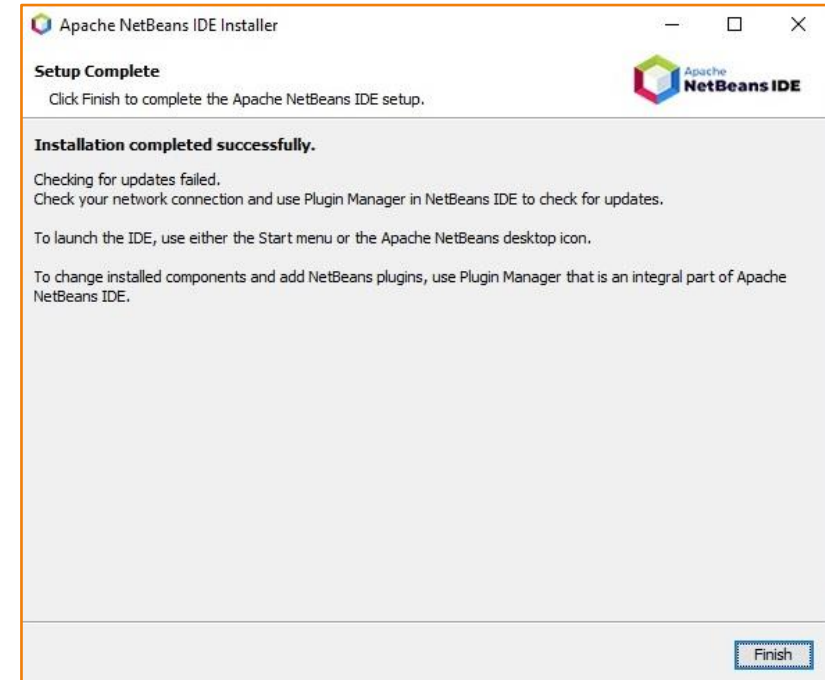 Apache NetBeans IDE Installer
Setup Complete
Click Finish to complete the Apache NetBeans IDE setup.
Apache
NetBeans IDE
Installation completed successfully.
Checking for updates failed.
Check your network connection and use Plugin Manager in NetBeans IDE to check for updates.
To launch the IDE, use either the Start menu or the Apache NetBeans desktop icon.
To change installed components and add NetBeans plugins, use Plugin Manager that is an integral part of Apache
NetBeans IDE.
Finish